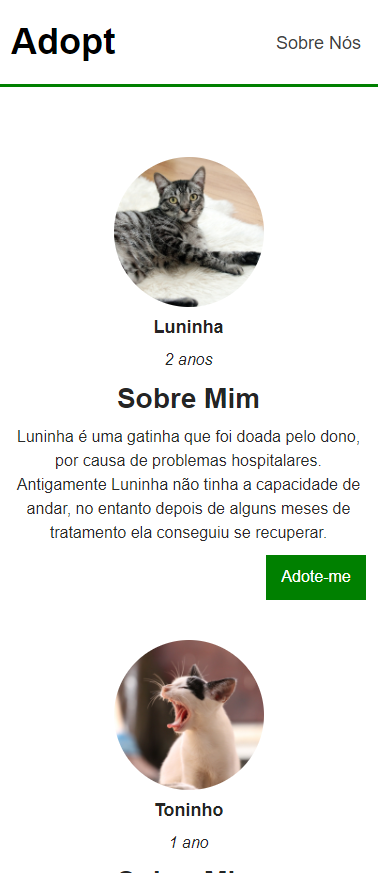 Adopt
Sobre Nós
Luninha
2 anos
Sobre Mim
Luninha é uma gatinha que foi doada pelo dono,
por causa de problemas hospitalares.
Antigamente Luninha não tinha a capacidade de
andar, no entanto depois de alguns meses de
tratamento ela conseguiu se recuperar.
Adote-me
Toninho
1 ano